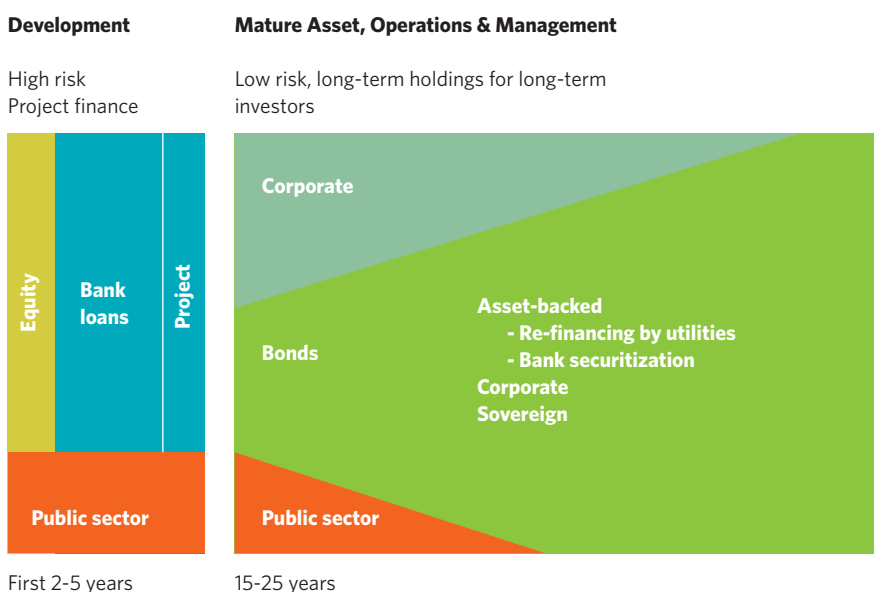 Development
High risk
Project finance
Equity
Bank
loans
Project
Public sector
First 2-5 years
Mature Asset, Operations & Management
Low risk, long-term holdings for long-term
investors
Corporate
Bonds
Asset-backed
- Re-financing by utilities
- Bank securitization
Corporate
Sovereign
Public sector
15-25 years